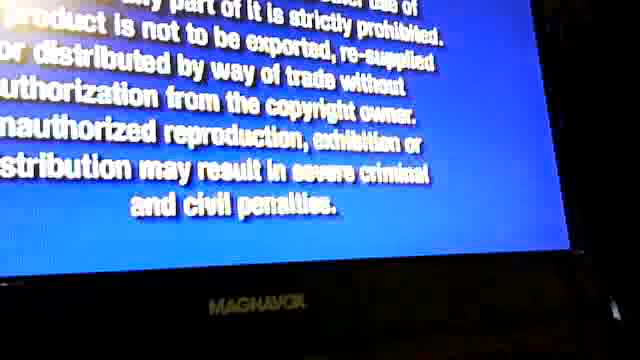 any part of it is strictly prohibited.
product is not to be exported, re-supplied
or distributed by way of trade without
uthorization from the copyright owner.
nauthorized reproduction, exhibition or
stribution may result in severe criminal
and civil penalties.
MAGNAVOX